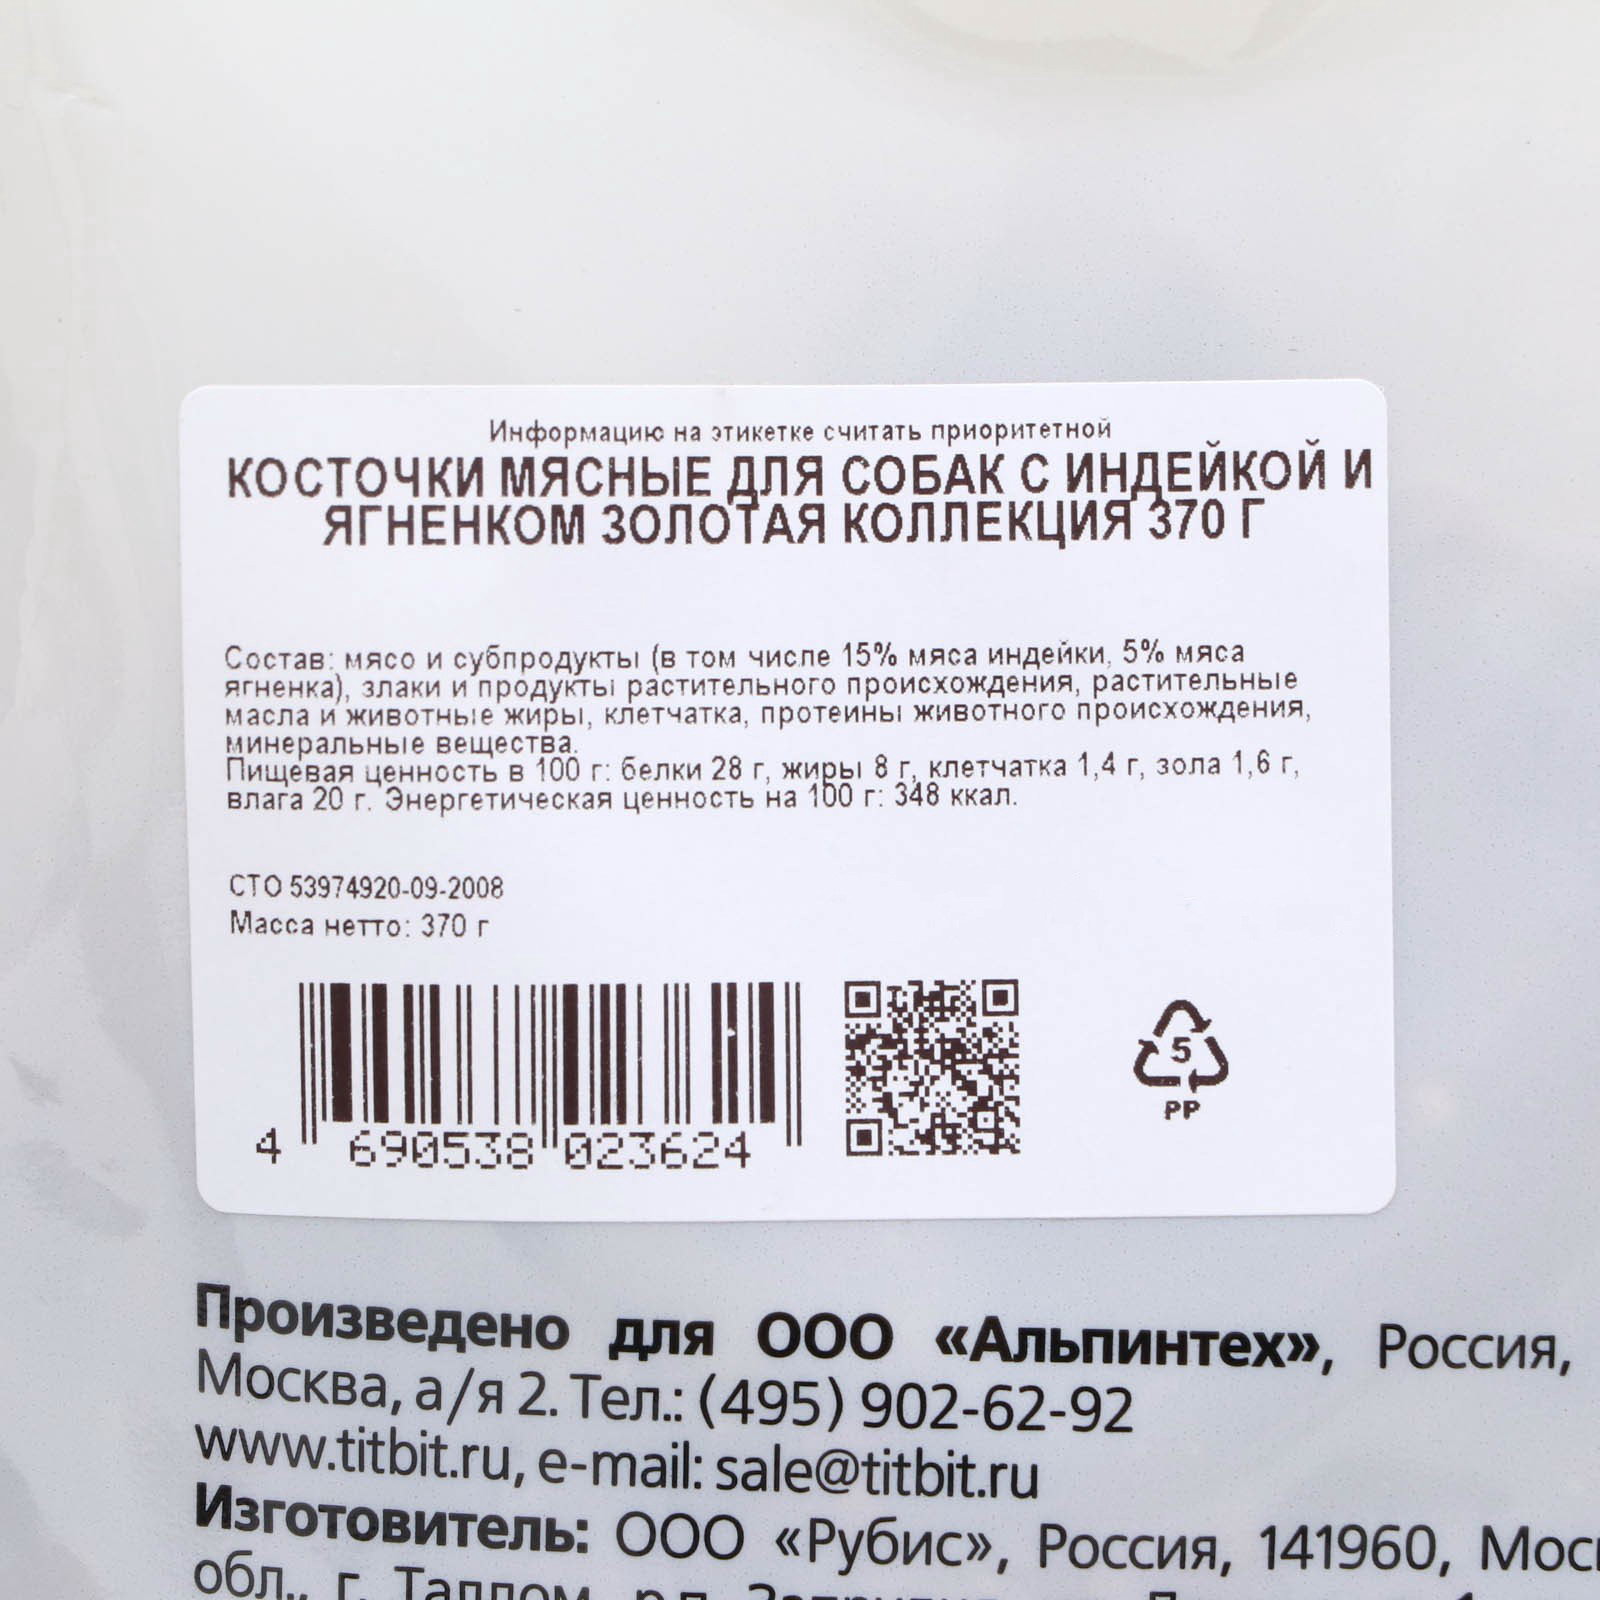 Информацию на этикетке считать приоритетной
КОСТОЧКИ МЯСНЫЕ ДЛЯ СОБАК С ИНДЕЙКОЙ И
ЯГНЕНКОМ ЗОЛОТАЯ КОЛЛЕКЦИЯ 370 Г
Состав: мясо и субпродукты (в том числе 15% мяса индейки, 5% мяса
ягненка), злаки и продукты растительного происхождения, растительные
масла и животные жиры, клетчатка, протеины животного происхождения,
минеральные вещества.
Пищевая ценность в 100 г: белки 28 г, жиры 8 г, клетчатка 1,4 г, зола 1,6 г,
влага 20 г. Энергетическая ценность на 100 г: 348 ккал.
СТО 53974920-09-2008
Масса нетто: 370 г
4 690538 023624
5
PP
Произведено для ООО «Альпинтех», Россия,
Москва, а/я 2. Тел.: (495) 902-62-92
www.titbit.ru, e-mail: sale@titbit.ru
Изготовитель: ООО «Рубис», Россия, 141960, Мос
обл., г. Талдом, р.п.